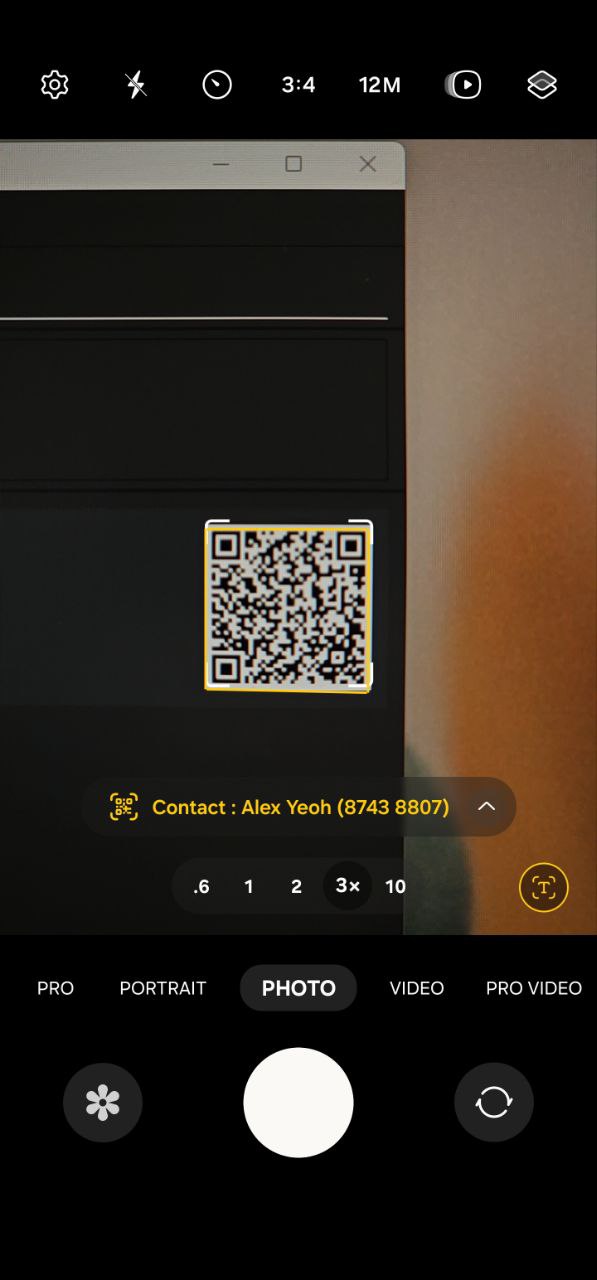 3:4 12M
Contact : Alex Yeoh (8743 8807)
.6 1 2 3× 10
T
PRO PORTRAIT PHOTO VIDEO PRO VIDEO